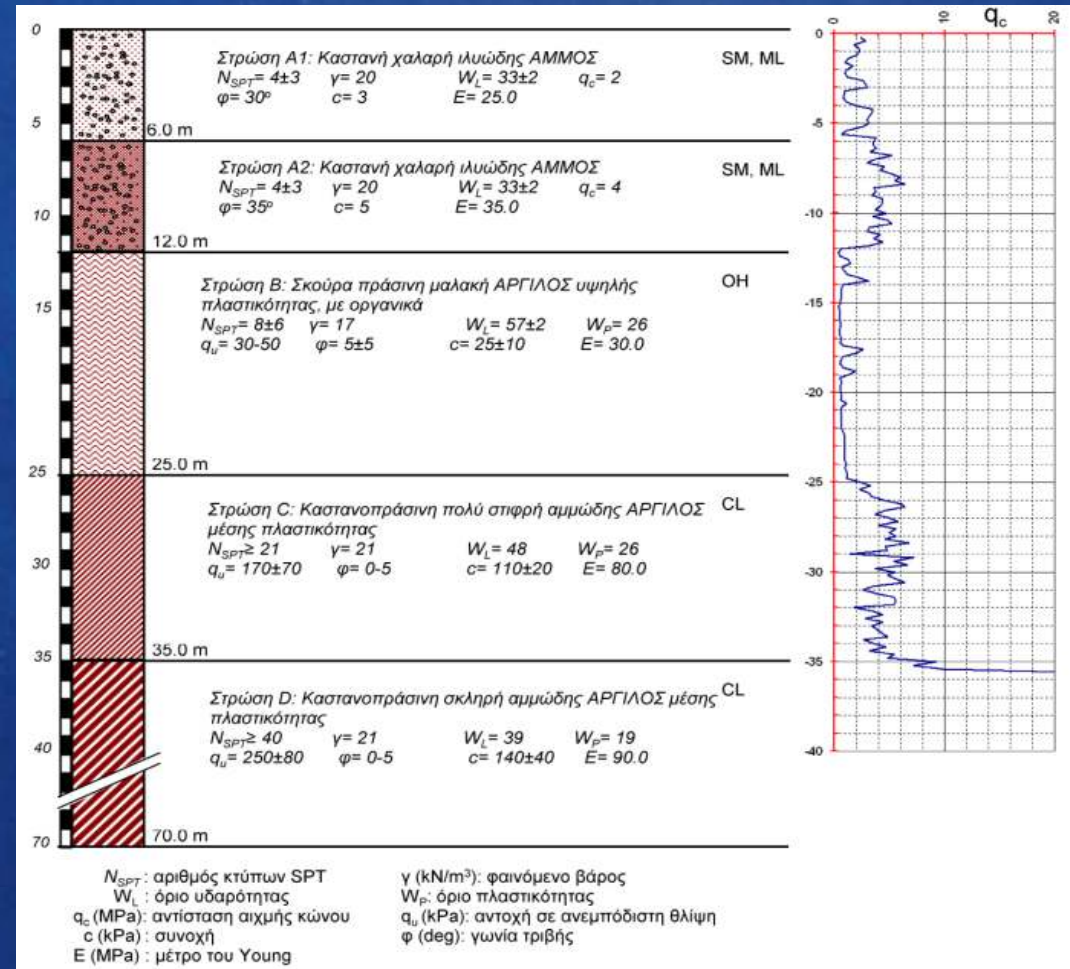 0
Στρώση A1: Καστανή χαλαρή ιλυώδης ΑΜΜΟΣ
SM, ML
N_SPT= 4±3 γ= 20 W_L= 33±2 q_c= 2
φ= 30º c= 3 E= 25.0
5
6.0 m
Στρώση A2: Καστανή χαλαρή ιλυώδης ΑΜΜΟΣ
SM, ML
N_SPT= 4±3 γ= 20 W_L= 33±2 q_c= 4
φ= 35º c= 5 E= 35.0
10
12.0 m
Στρώση B: Σκούρα πράσινη μαλακή ΑΡΓΙΛΟΣ υψηλής
πλαστικότητας, με οργανικά
OH
15
N_SPT= 8±6 γ= 17 W_L= 57±2 W_P= 26
q_u= 30-50 φ= 5±5 c= 25±10 E= 30.0
25
25.0 m
Στρώση C: Καστανοπράσινη πολύ στιφρή αμμώδης ΑΡΓΙΛΟΣ
μέσης πλαστικότητας
CL
N_SPT≥ 21 γ= 21 W_L= 48 W_P= 26
q_u= 170±70 φ= 0-5 c= 110±20 E= 80.0
30
35
35.0 m
Στρώση D: Καστανοπράσινη σκληρή αμμώδης ΑΡΓΙΛΟΣ μέσης
πλαστικότητας
CL
N_SPT≥ 40 γ= 21 W_L= 39 W_P= 19
q_u= 250±80 φ= 0-5 c= 140±40 E= 90.0
40
70
70.0 m
N_SPT : αριθμός κτύπων SPT
W_L : όριο υδαρότητας
q_c (MPa): αντίσταση αιχμής κώνου
c (kPa) : συνοχή
E (MPa) : μέτρο του Young
γ (kN/m³): φαινόμενο βάρος
W_P: όριο πλαστικότητας
q_u (kPa): αντοχή σε ανεμπόδιστη θλίψη
φ (deg): γωνία τριβής
q_c
0 10 20
0
-5
-10
-15
-20
-25
-30
-35
-40